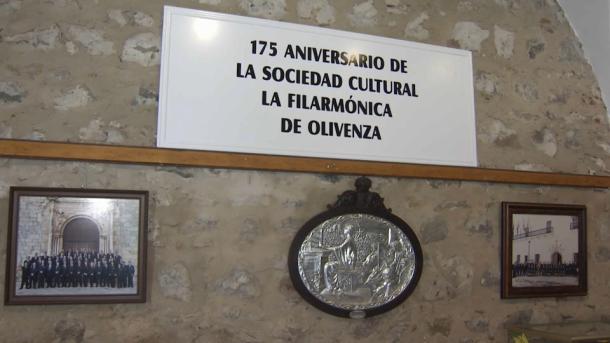 175 ANIVERSARIO DE
LA SOCIEDAD CULTURAL
LA FILARMÓNICA
DE OLIVENZA